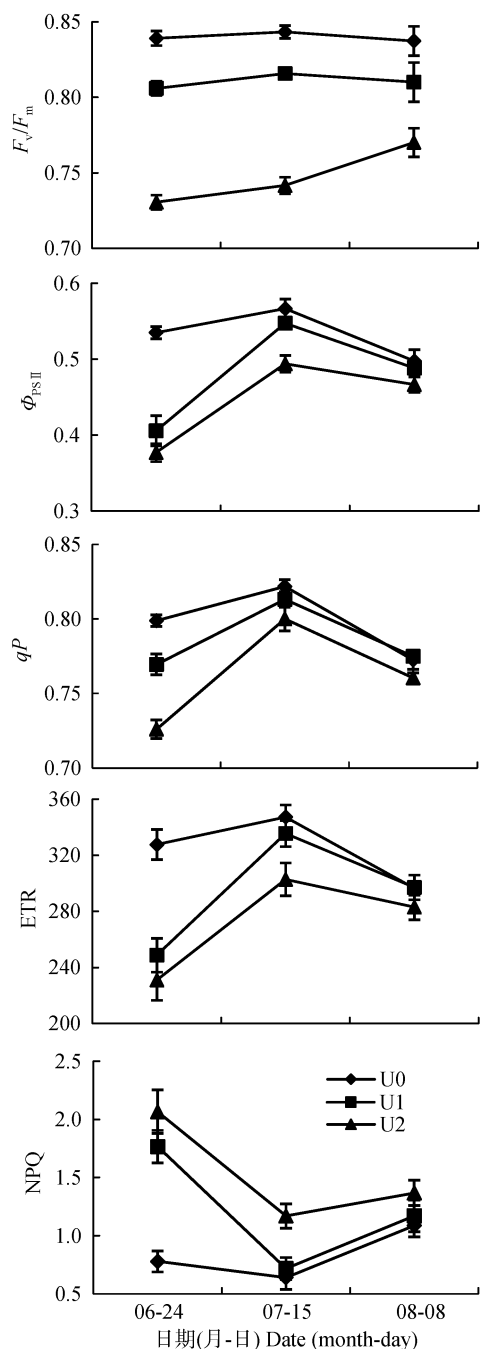 0.85
0.80
0.75
0.70
Fv/Fm
0.6
0.5
0.4
0.3
ΦPSⅡ
0.85
0.80
0.75
0.70
qP
360
320
280
240
200
ETR
2.5
2.0
1.5
1.0
0.5
NPQ
U0
U1
U2
06-24 07-15 08-08
日期(月-日) Date (month-day)